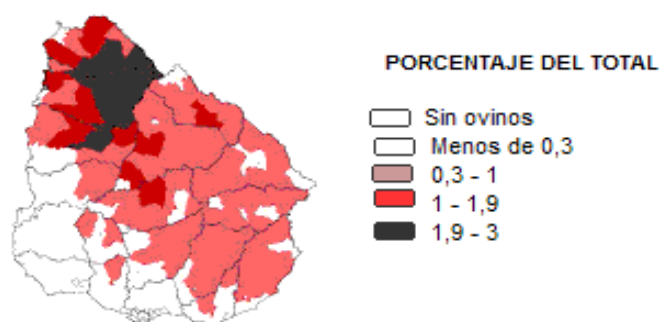 PORCENTAJE DEL TOTAL
Sin ovinos
Menos de 0,3
0,3 - 1
1 - 1,9
1,9 - 3